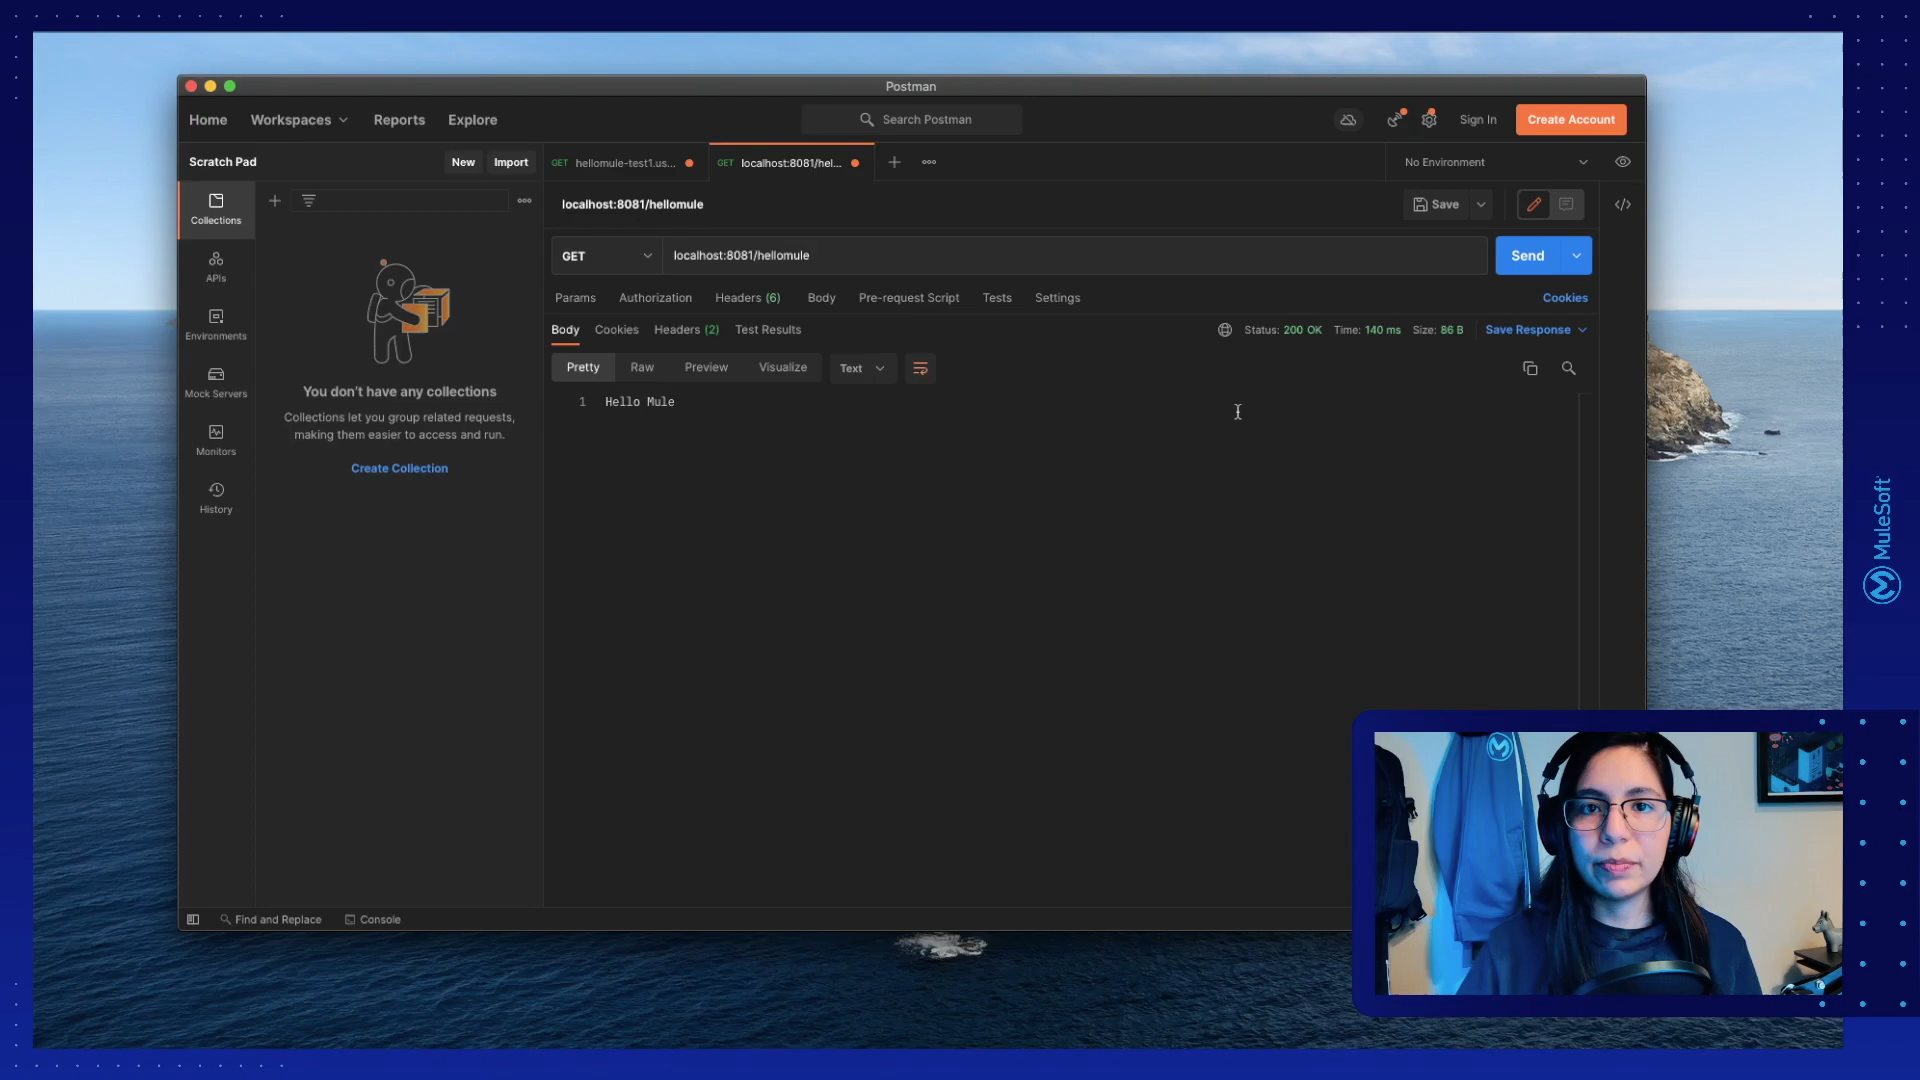 Postman
Home Workspaces Reports Explore Search Postman Sign In Create Account
Scratch Pad New Import GET hellomule-test1.us... GET localhost:8081/hel... No Environment
localhost:8081/hellomule Save
Collections
GET localhost:8081/hellomule Send
APIs
Params Authorization Headers (6) Body Pre-request Script Tests Settings Cookies
Environments
Body Cookies Headers (2) Test Results Status: 200 OK Time: 140 ms Size: 86 B Save Response
Pretty Raw Preview Visualize Text
Mock Servers
1 Hello Mule
You don't have any collections
Collections let you group related requests,
making them easier to access and run.
Create Collection
Monitors
History
Find and Replace Console
MuleSoft